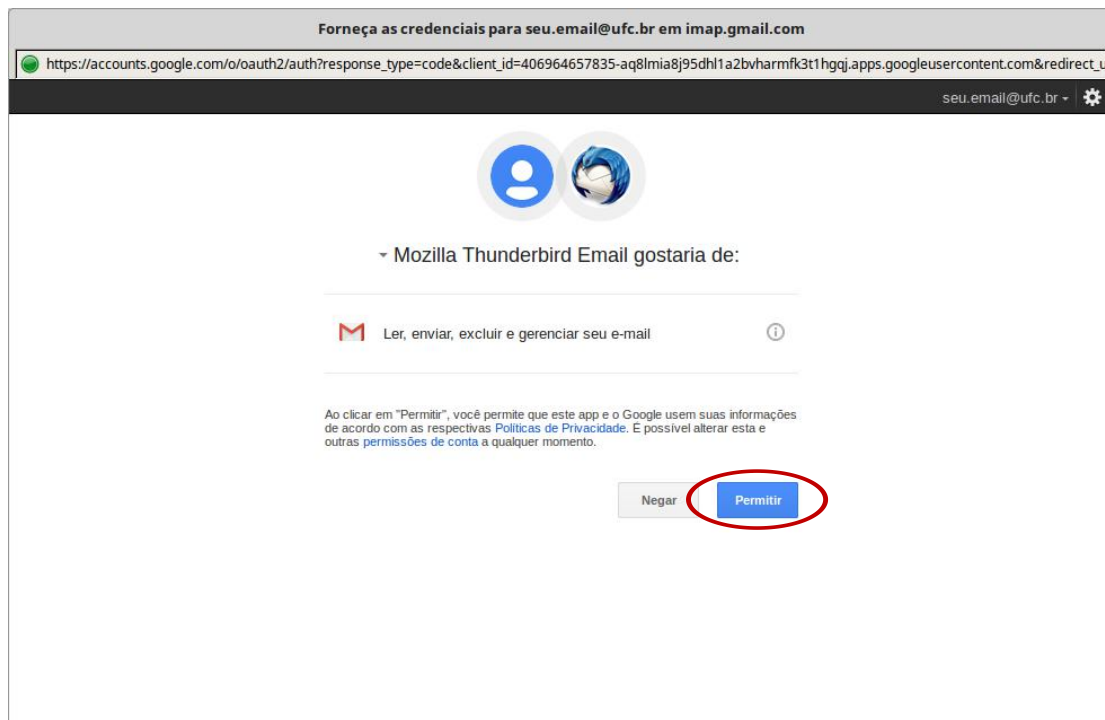 Forneça as credenciais para seu.email@ufc.br em imap.gmail.com
https://accounts.google.com/o/oauth2/auth?response_type=code&client_id=406964657835-aq8lmia8j95dhl1a2bvharmfk3t1hgqj.apps.googleusercontent.com&redirect_u
seu.email@ufc.br
Mozilla Thunderbird Email gostaria de:
Ler, enviar, excluir e gerenciar seu e-mail
Ao clicar em "Permitir", você permite que este app e o Google usem suas informações
de acordo com as respectivas Políticas de Privacidade. É possível alterar esta e
outras permissões de conta a qualquer momento.
Negar Permitir